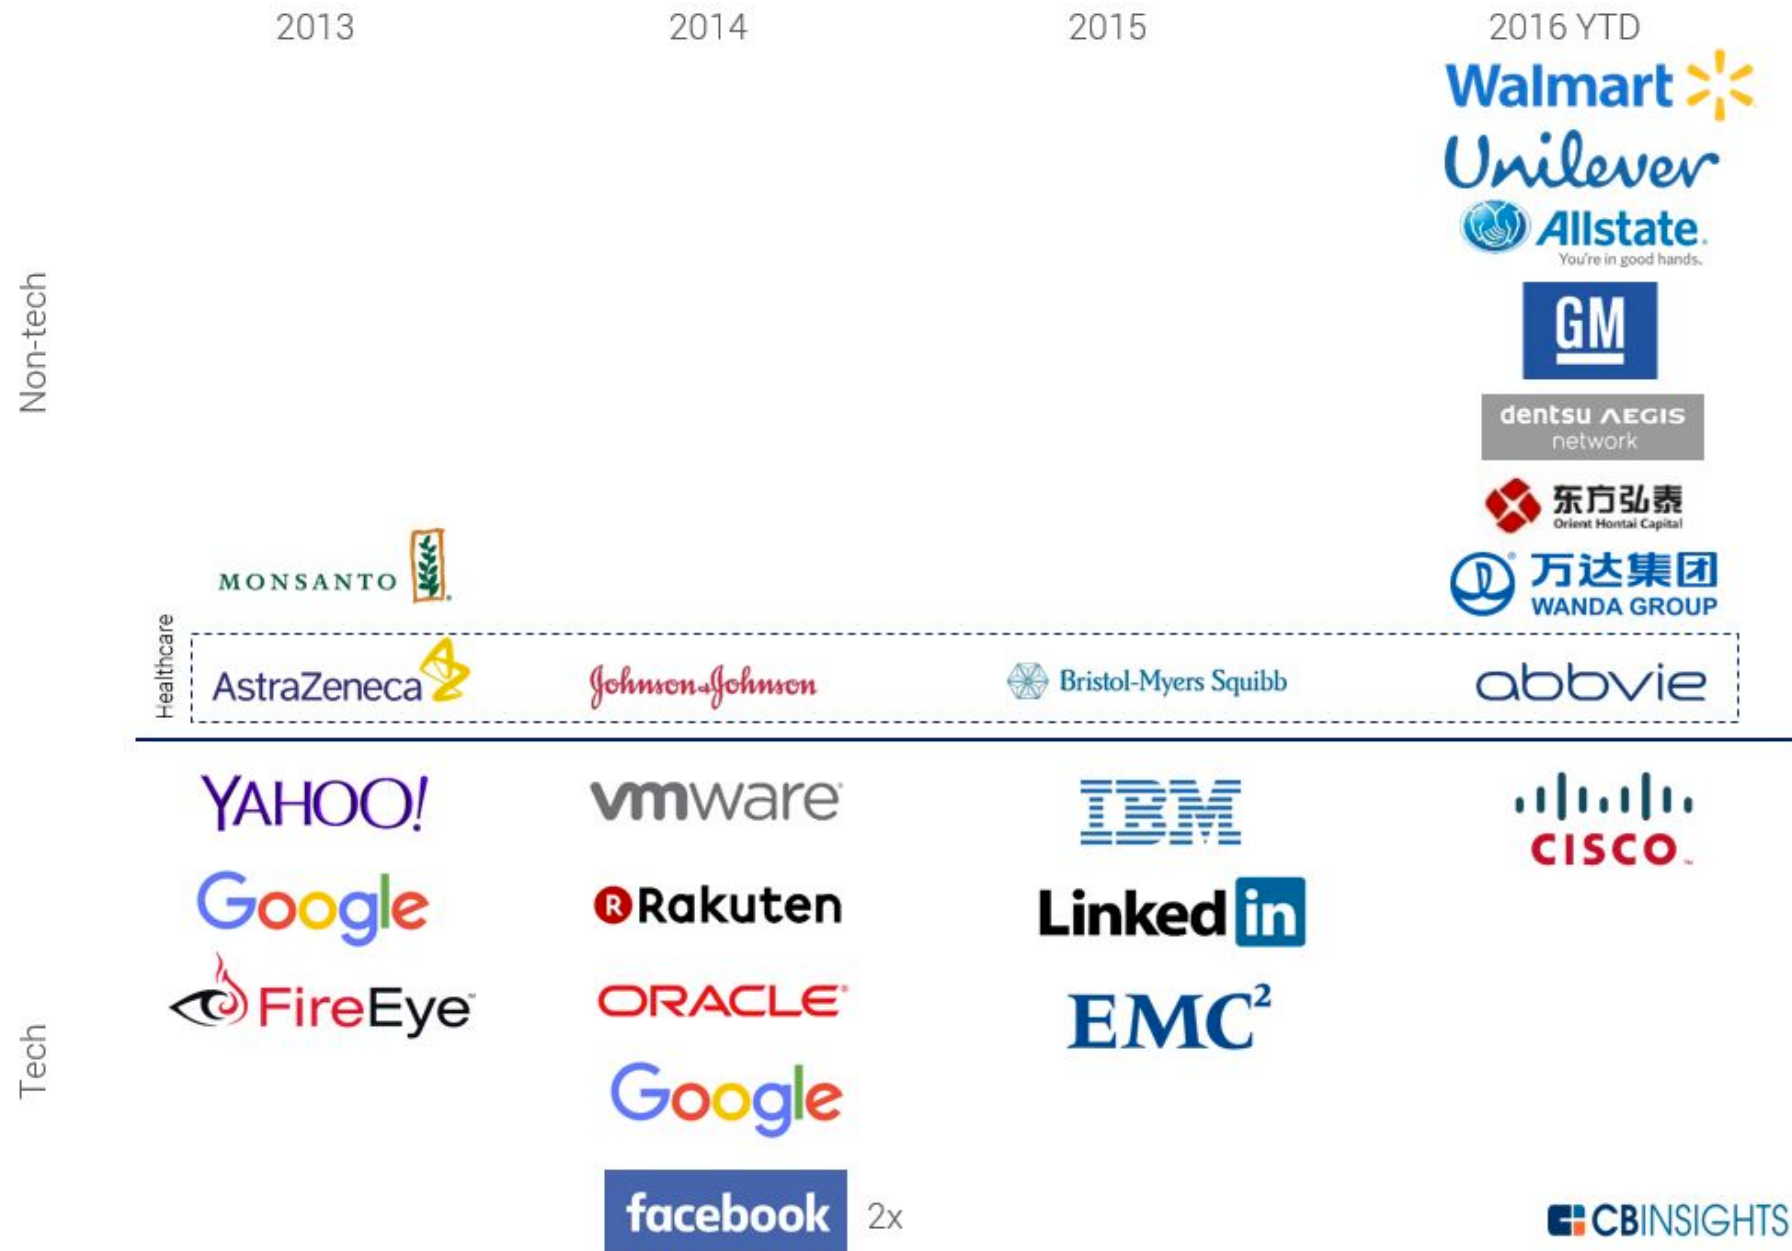 2013 2014 2015 2016 YTD
Non-tech
Walmart
Unilever
Allstate.
You're in good hands.
GM
dentsu AEGIS
network
东方弘泰
Orient Hontai Capital
MONSANTO
万达集团
WANDA GROUP
Healthcare
AstraZeneca Johnson & Johnson Bristol-Myers Squibb abbvie
Tech
YAHOO! vmware IBM CISCO
Google Rakuten Linked in
FireEye ORACLE EMC²
Google
facebook 2x
CBINSIGHTS